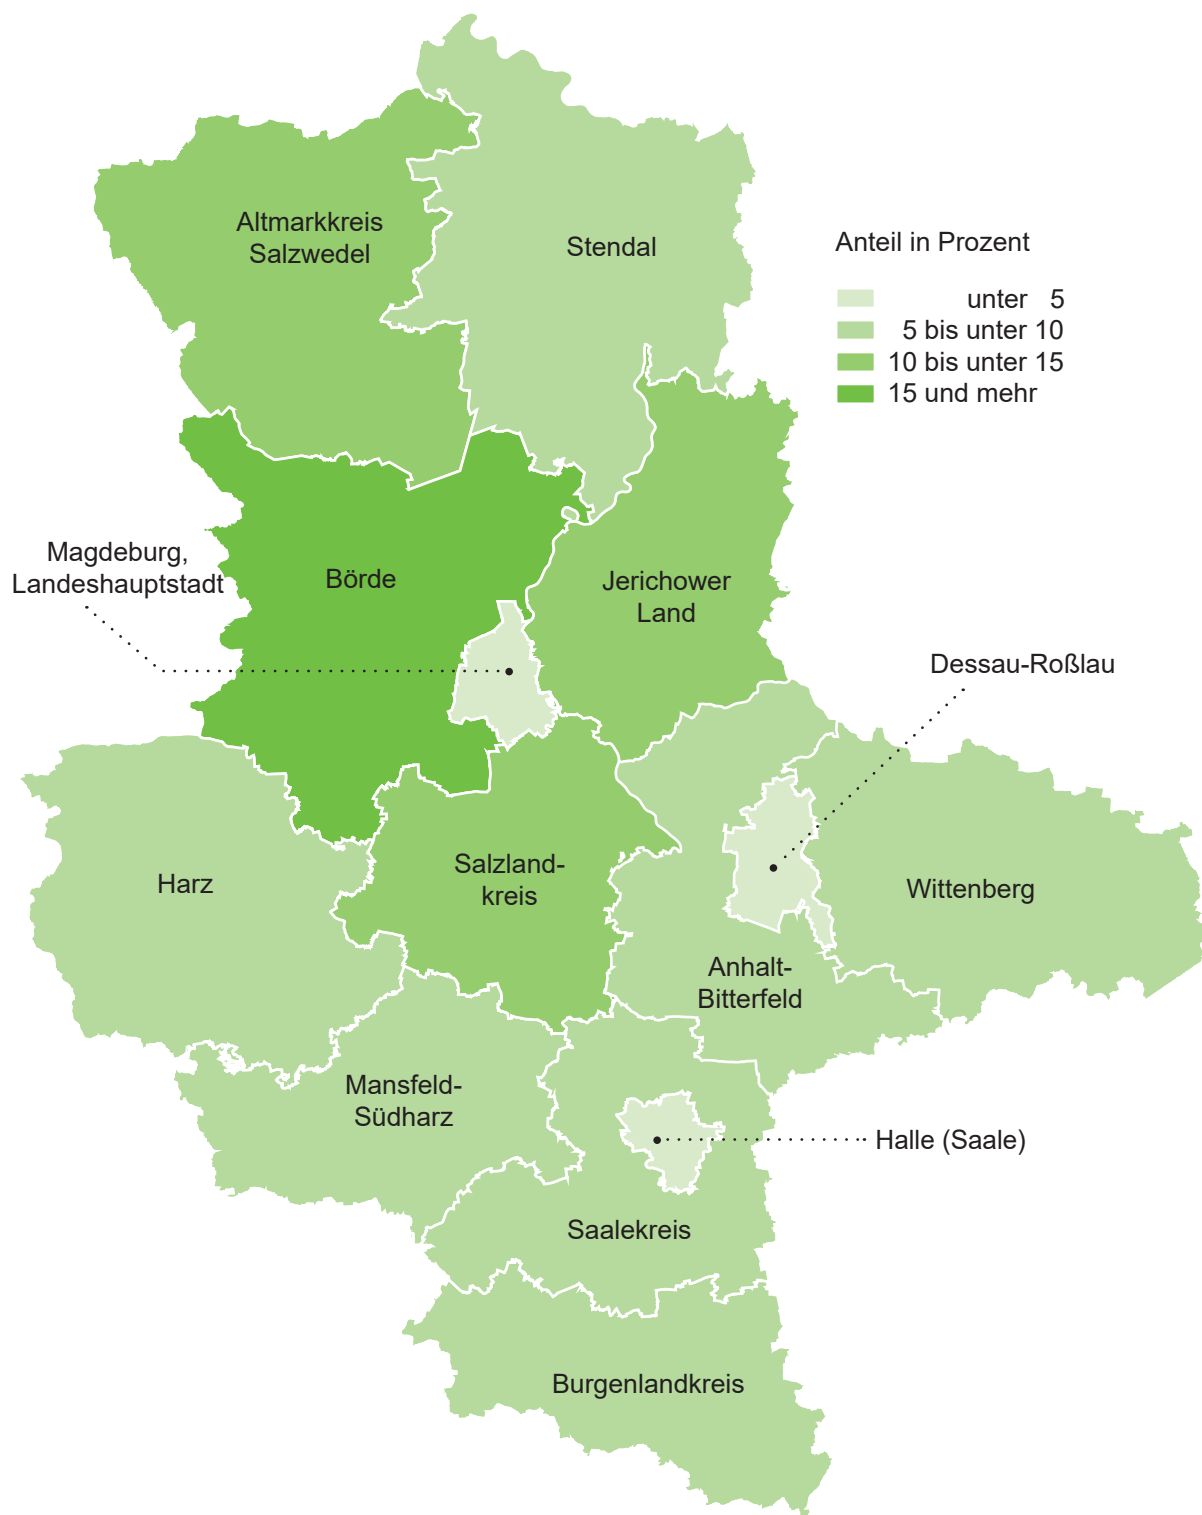 Altmarkkreis
Salzwedel
Stendal
Anteil in Prozent
unter 5
5 bis unter 10
10 bis unter 15
15 und mehr
Magdeburg,
Landeshauptstadt
Börde
Jerichower
Land
Dessau-Roßlau
Harz
Salzland-
kreis
Wittenberg
Anhalt-
Bitterfeld
Mansfeld-
Südharz
Halle (Saale)
Saalekreis
Burgenlandkreis